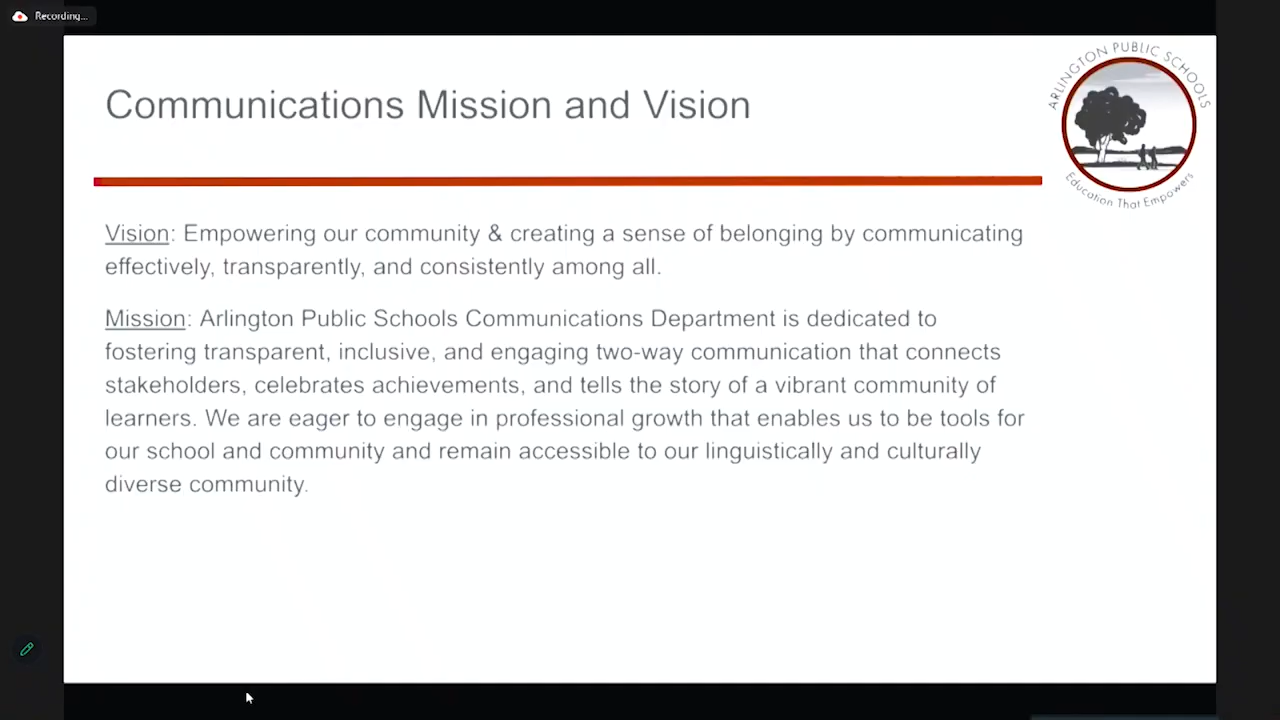 Recording...
ARLINGTON PUBLIC SCHOOLS
Education That Empowers
Communications Mission and Vision
Vision: Empowering our community & creating a sense of belonging by communicating
effectively, transparently, and consistently among all.
Mission: Arlington Public Schools Communications Department is dedicated to
fostering transparent, inclusive, and engaging two-way communication that connects
stakeholders, celebrates achievements, and tells the story of a vibrant community of
learners. We are eager to engage in professional growth that enables us to be tools for
our school and community and remain accessible to our linguistically and culturally
diverse community.